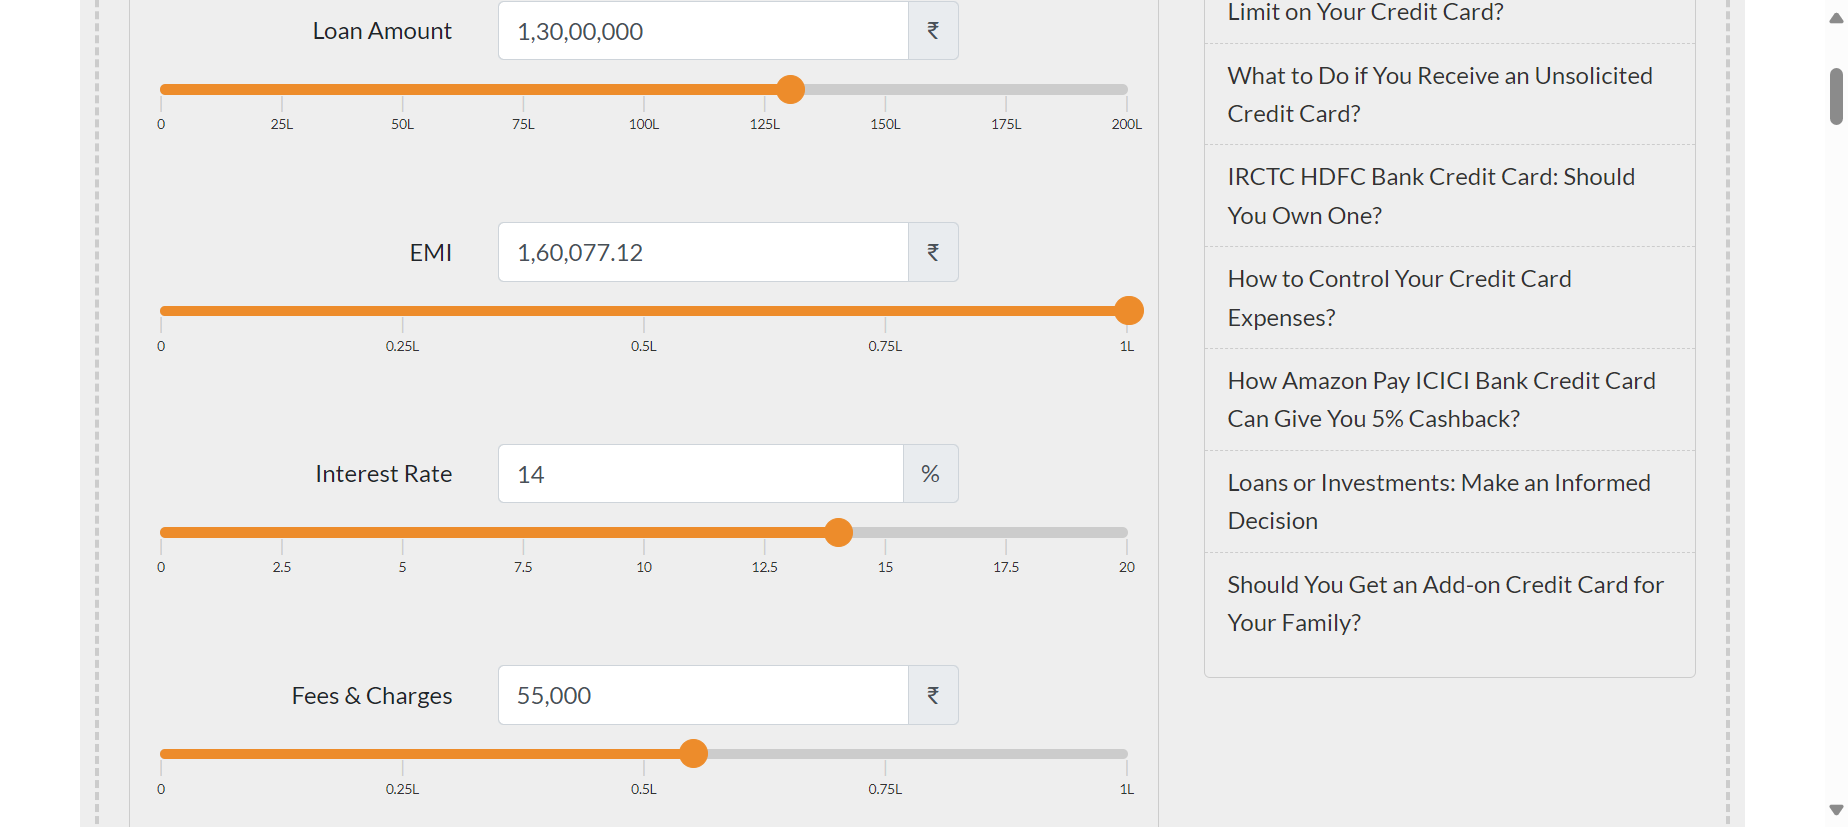 Loan Amount 1,30,00,000 ₹
0 25L 50L 75L 100L 125L 150L 175L 200L
EMI 1,60,077.12 ₹
0 0.25L 0.5L 0.75L 1L
Interest Rate 14 %
0 2.5 5 7.5 10 12.5 15 17.5 20
Fees & Charges 55,000 ₹
0 0.25L 0.5L 0.75L 1L
Limit on Your Credit Card?
What to Do if You Receive an Unsolicited
Credit Card?
IRCTC HDFC Bank Credit Card: Should
You Own One?
How to Control Your Credit Card
Expenses?
How Amazon Pay ICICI Bank Credit Card
Can Give You 5% Cashback?
Loans or Investments: Make an Informed
Decision
Should You Get an Add-on Credit Card for
Your Family?